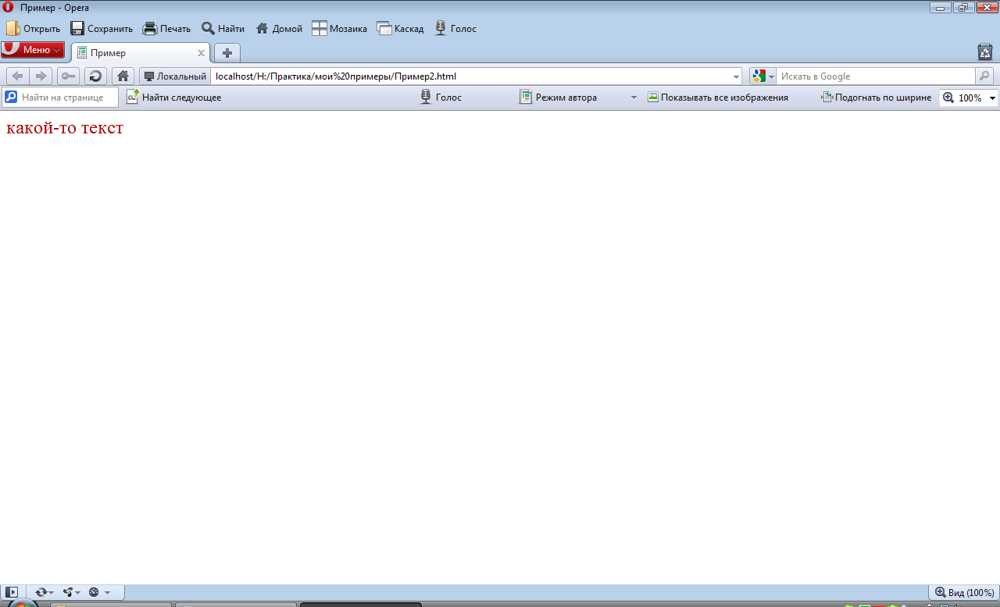 Пример - Opera
Открыть Сохранить Печать Найти Домой Мозаика Каскад Голос
Меню Пример
Локальный localhost/H:/Практика/мои%20примеры/Пример2.html Искать в Google
Найти на странице Найти следующее Голос Режим автора Показывать все изображения Подогнать по ширине 100%
какой-то текст
Вид (100%)